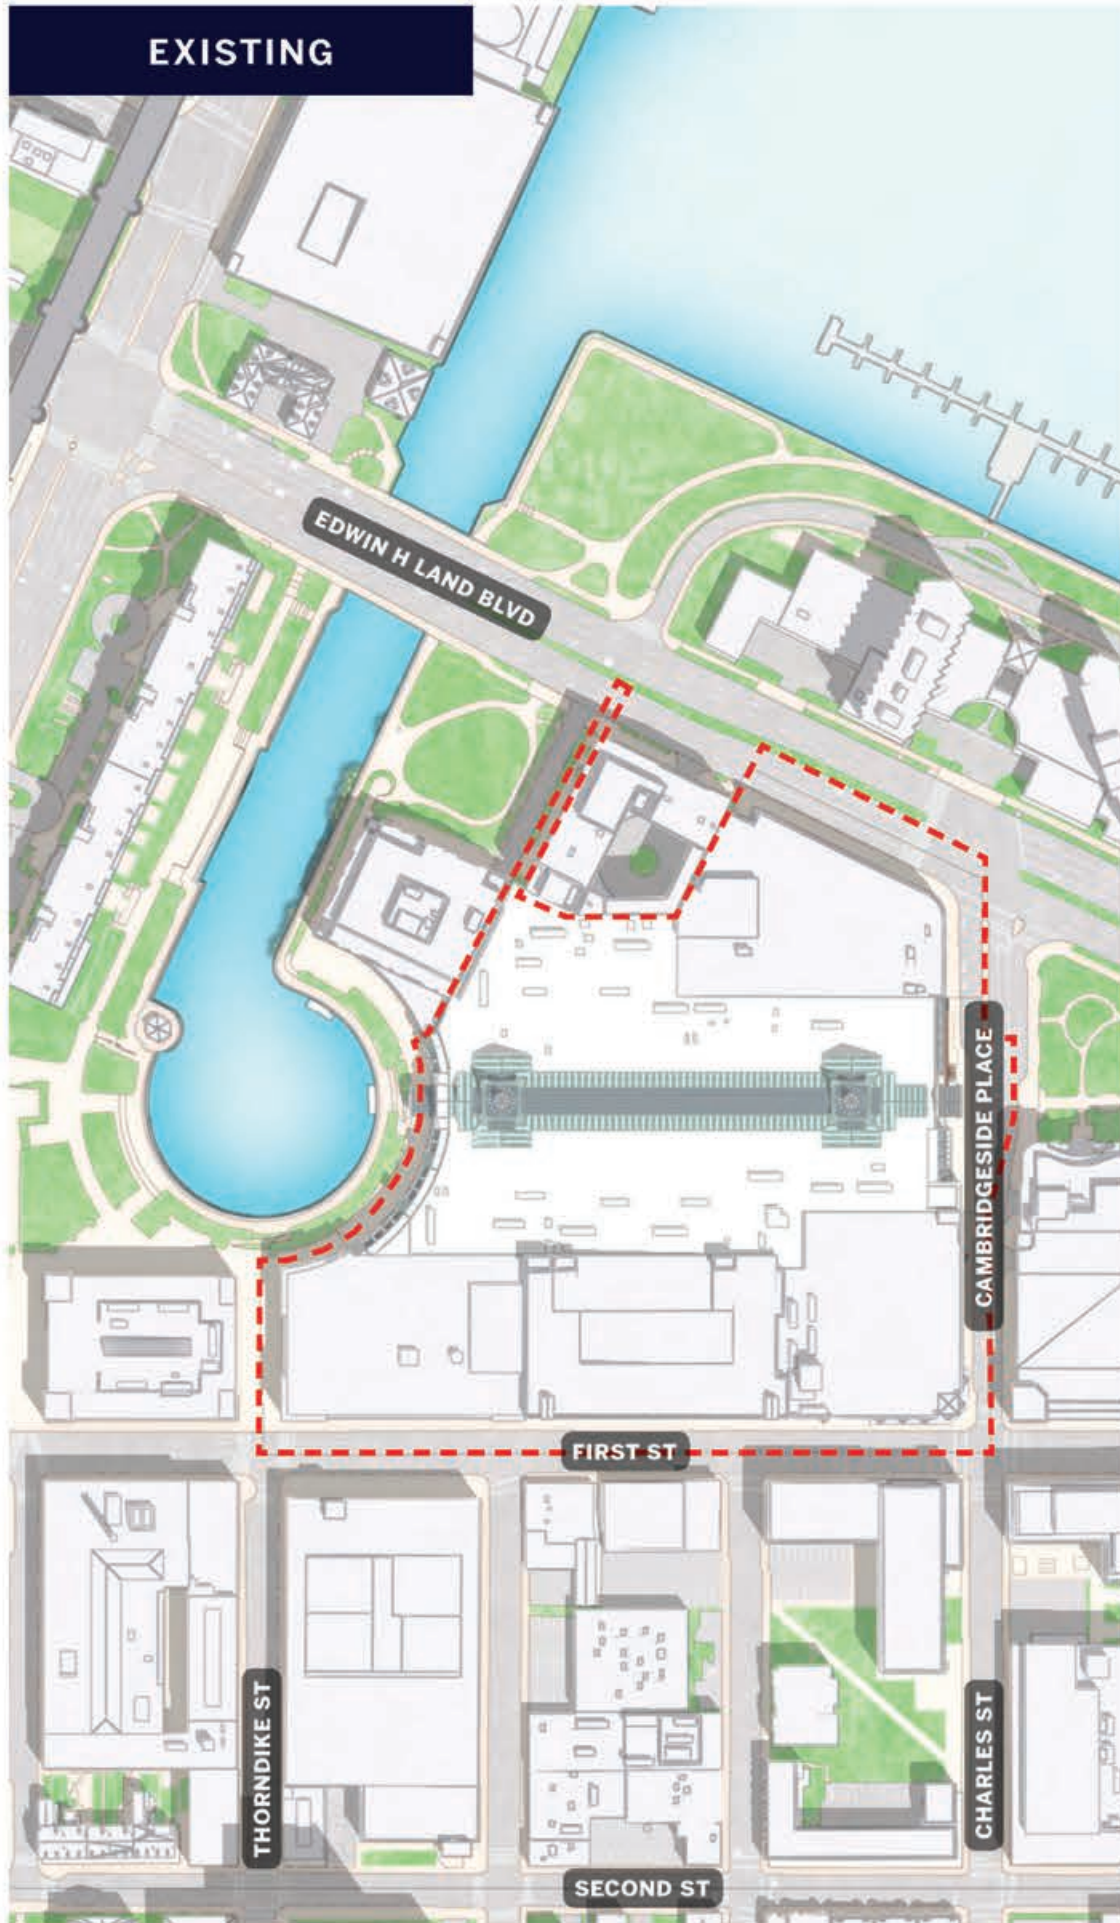 EXISTING
EDWIN H LAND BLVD
CAMBRIDGESIDE PLACE
FIRST ST
THORNDIKE ST
CHARLES ST
SECOND ST